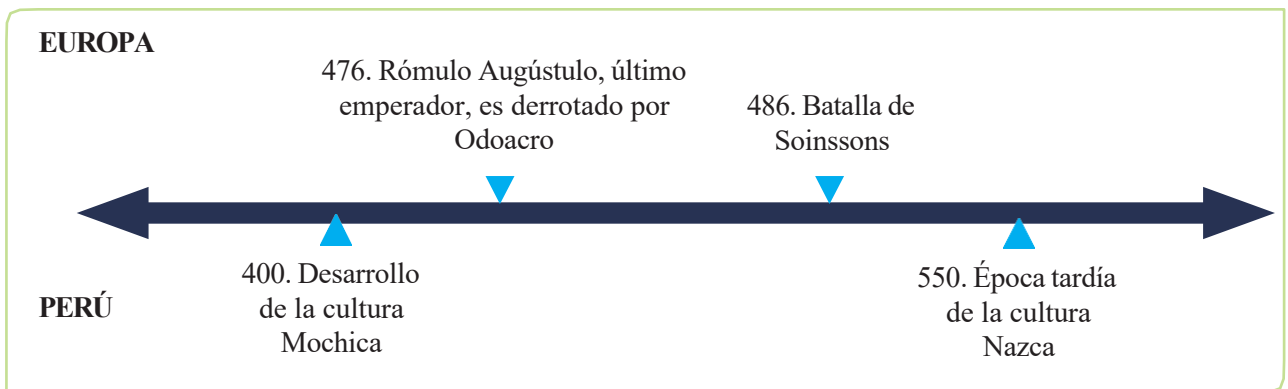 EUROPA
476. Rómulo Augústulo, último
emperador, es derrotado por
Odoacro
486. Batalla de
Soinssons
400. Desarrollo
de la cultura
Mochica
PERÚ
550. Época tardía
de la cultura
Nazca